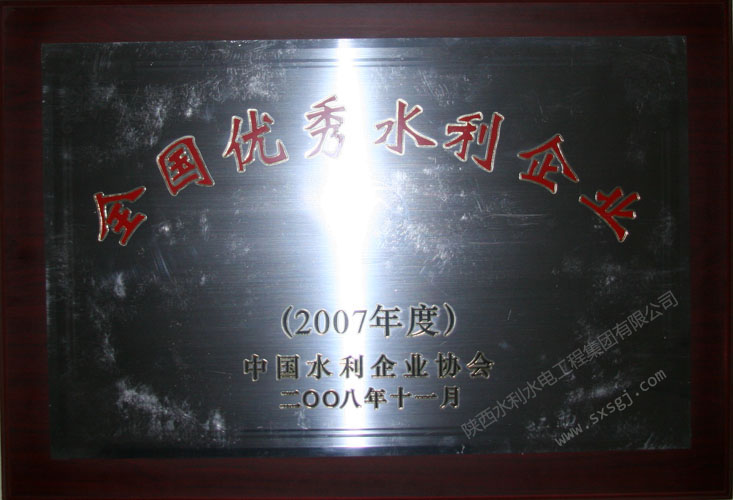 全国优秀水利企业
(2007年度)
中国水利企业协会
二〇〇八年十一月
陕西水利水电工程集团有限公司
www.sxsgj.com